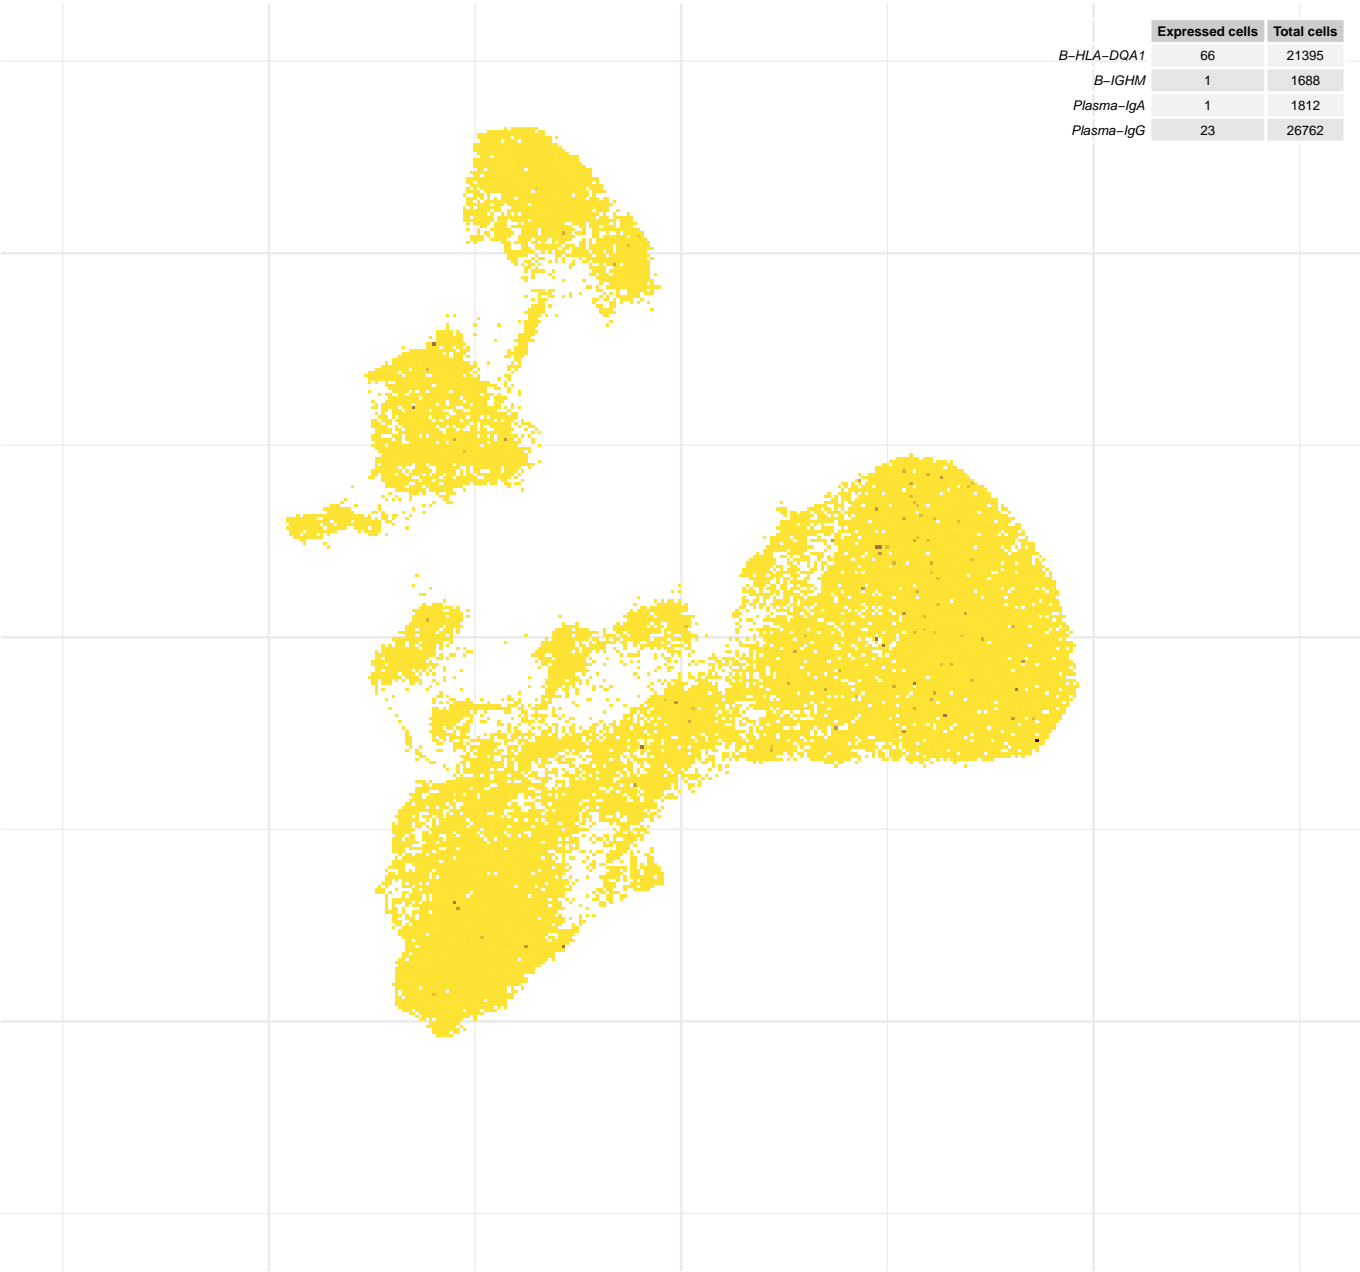 Expressed cells Total cells
B−HLA−DQA1 66 21395
B−IGHM 1 1688
Plasma−IgA 1 1812
Plasma−IgG 23 26762